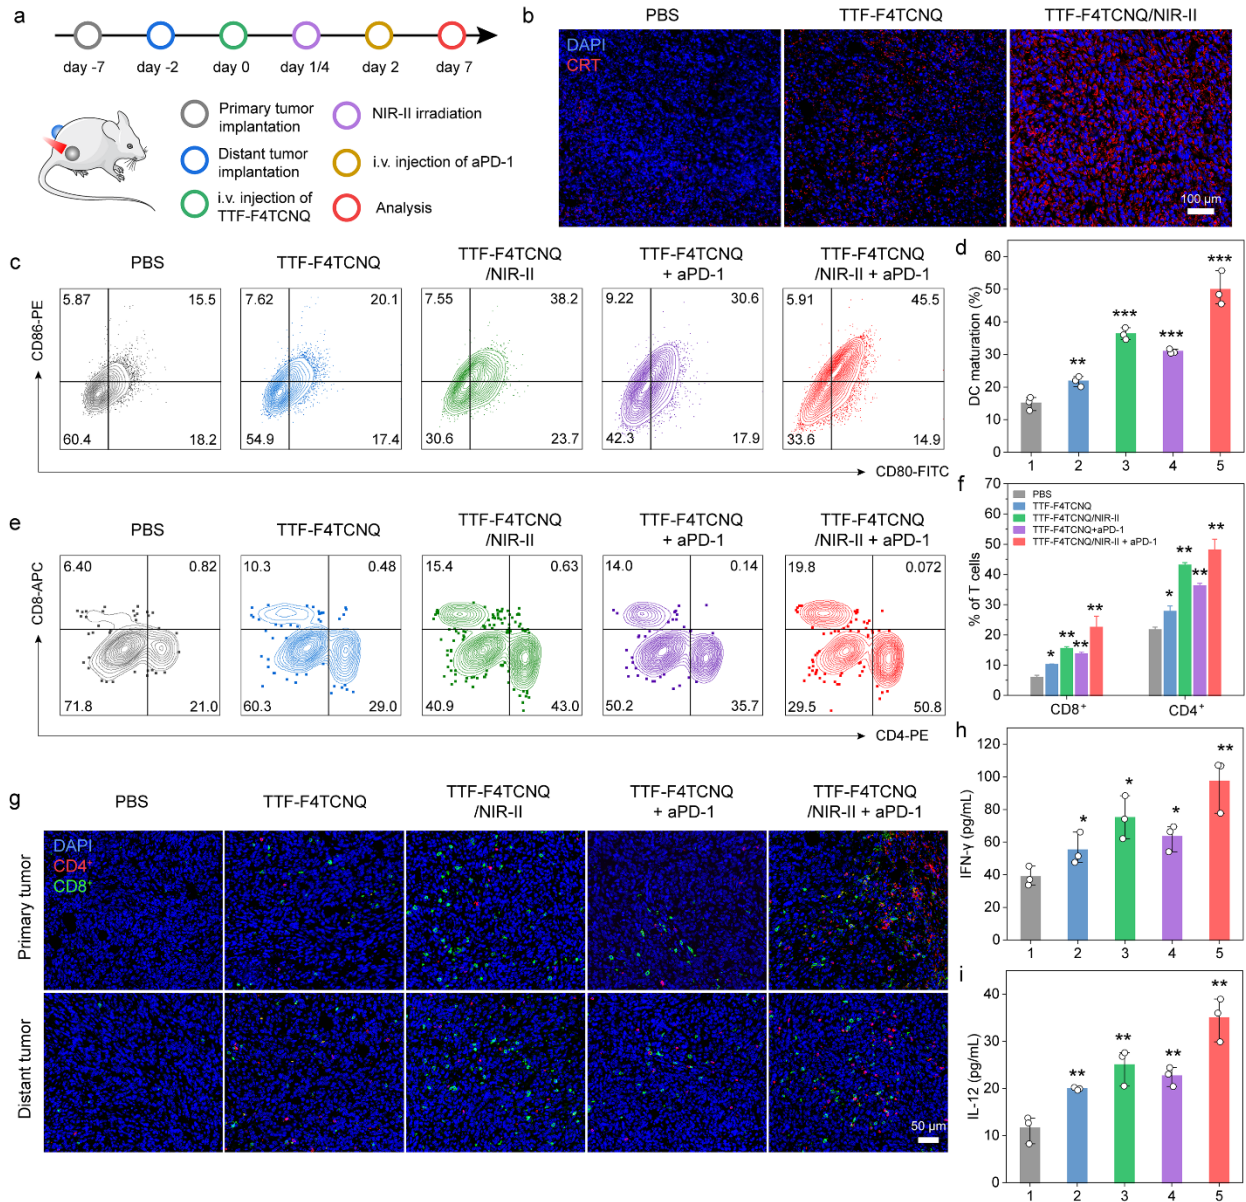 a
day -7
day -2
day 0
day 1/4
day 2
day 7
Primary tumor
implantation
NIR-II irradiation
Distant tumor
implantation
i.v. injection of aPD-1
i.v. injection of
TTF-F4TCNQ
Analysis
b
PBS
TTF-F4TCNQ
TTF-F4TCNQ/NIR-II
DAPI
CRT
100 µm
c
PBS
TTF-F4TCNQ
TTF-F4TCNQ
/NIR-II
TTF-F4TCNQ
+ aPD-1
TTF-F4TCNQ
/NIR-II + aPD-1
CD86-PE
5.87
15.5
60.4
18.2
7.62
20.1
54.9
17.4
7.55
38.2
30.6
23.7
9.22
30.6
42.3
17.9
5.91
45.5
33.6
14.9
CD80-FITC
d
DC maturation (%)
60
50
40
30
20
10
0
**
***
***
***
1
2
3
4
5
e
PBS
TTF-F4TCNQ
TTF-F4TCNQ
/NIR-II
TTF-F4TCNQ
+ aPD-1
TTF-F4TCNQ
/NIR-II + aPD-1
CD8-APC
6.40
0.82
71.8
21.0
10.3
0.48
60.3
29.0
15.4
0.63
40.9
43.0
14.0
0.14
50.2
35.7
19.8
0.072
29.5
50.8
CD4-PE
f
% of T cells
70
60
50
40
30
20
10
0
PBS
TTF-F4TCNQ
TTF-F4TCNQ/NIR-II
TTF-F4TCNQ+aPD-1
TTF-F4TCNQ/NIR-II + aPD-1
*
**
**
**
*
**
**
**
CD8+
CD4+
g
PBS
TTF-F4TCNQ
TTF-F4TCNQ
/NIR-II
TTF-F4TCNQ
+ aPD-1
TTF-F4TCNQ
/NIR-II + aPD-1
DAPI
CD4+
CD8+
Primary tumor
Distant tumor
50 µm
h
IFN-γ (pg/mL)
120
100
80
60
40
20
0
*
*
*
**
1
2
3
4
5
i
IL-12 (pg/mL)
40
30
20
10
0
**
**
**
**
1
2
3
4
5